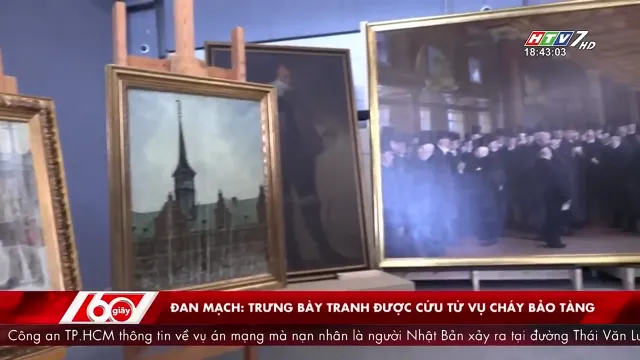 HTV7 HD
18:43:03
60 giây
ĐAN MẠCH: TRƯNG BÀY TRANH ĐƯỢC CỨU TỪ VỤ CHÁY BẢO TÀNG
Công an TP.HCM thông tin về vụ án mạng mà nạn nhân là người Nhật Bản xảy ra tại đường Thái Văn Lu